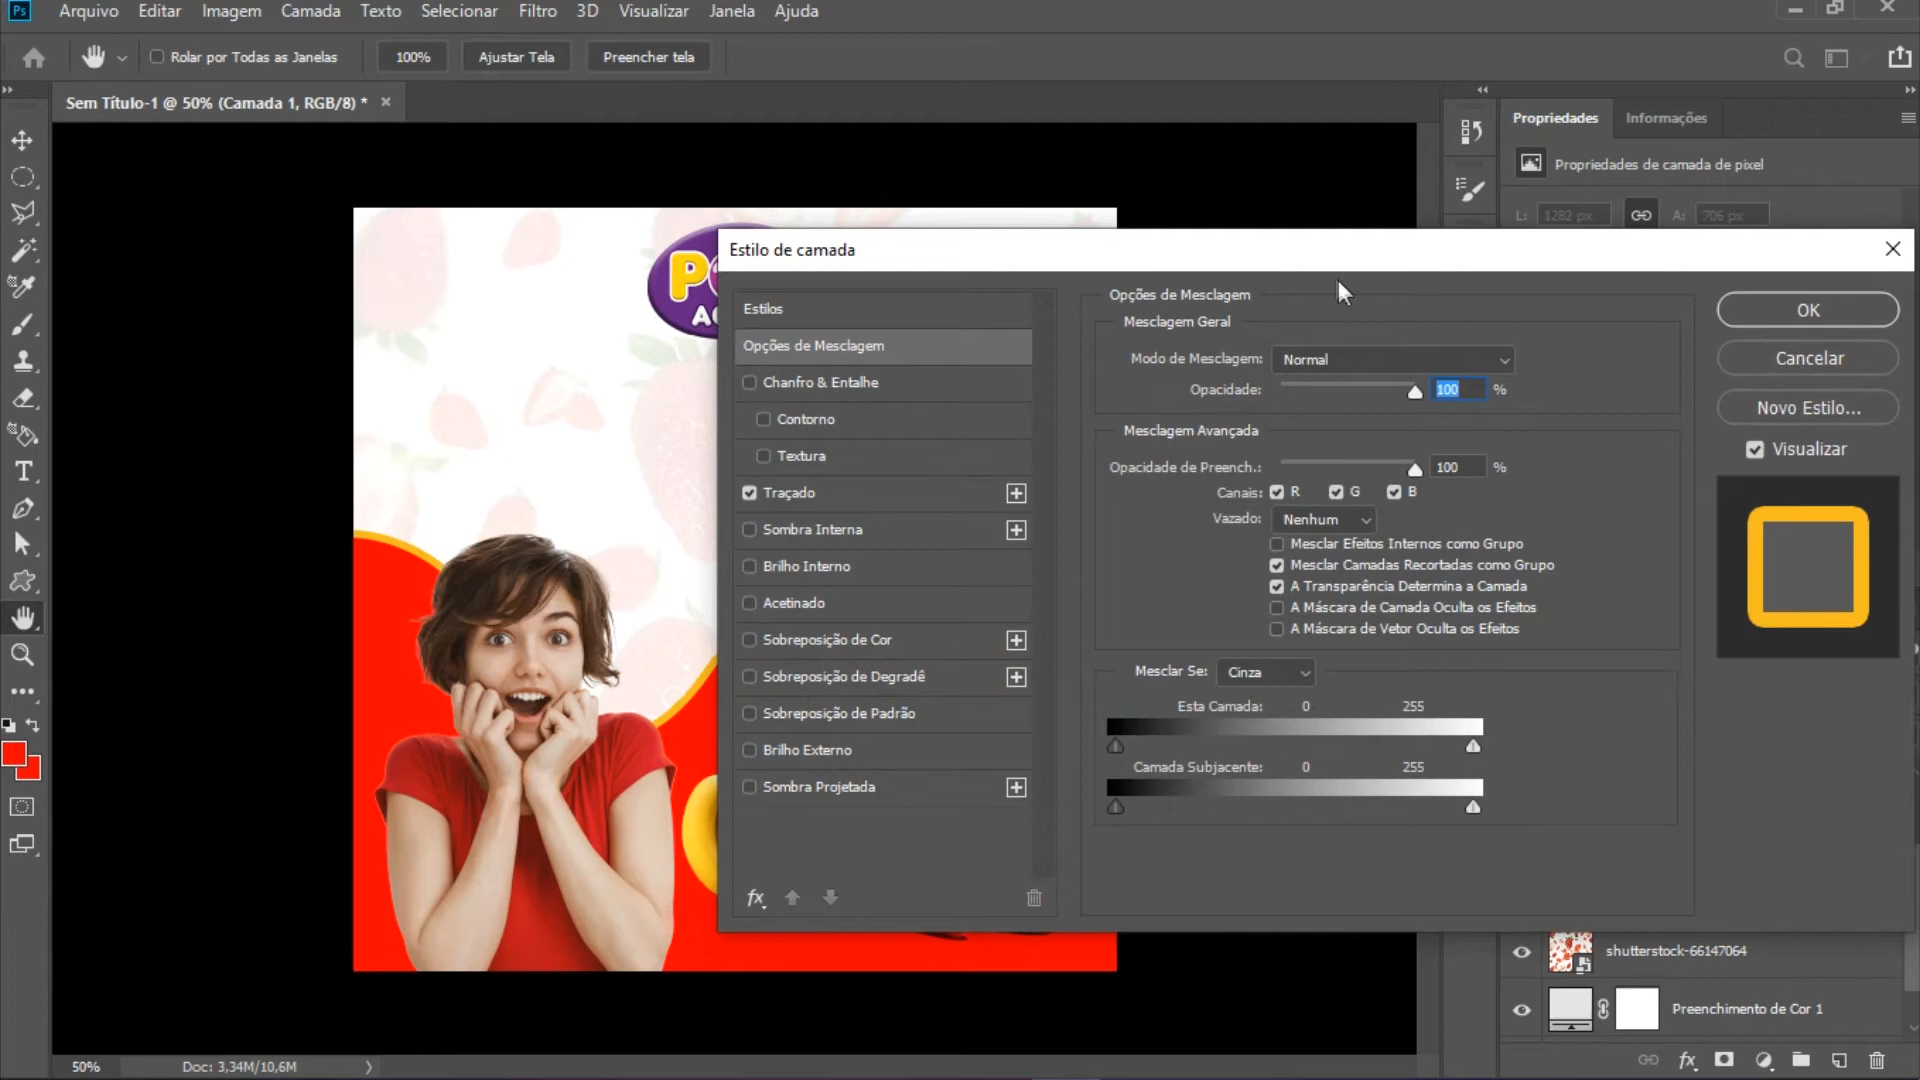 Ps
Arquivo Editar Imagem Camada Texto Selecionar Filtro 3D Visualizar Janela Ajuda
Rolar por Todas as Janelas 100% Ajustar Tela Preencher tela
Sem Título-1 @ 50% (Camada 1, RGB/8) *
Propriedades Informações
Propriedades de camada de pixel
L: 1282 px A: 706 px
Estilo de camada
Estilos
Opções de Mesclagem
Chanfro & Entalhe
Contorno
Textura
Traçado
Sombra Interna
Brilho Interno
Acetinado
Sobreposição de Cor
Sobreposição de Degradê
Sobreposição de Padrão
Brilho Externo
Sombra Projetada
fx
Opções de Mesclagem
Mesclagem Geral
Modo de Mesclagem: Normal
Opacidade: 100 %
Mesclagem Avançada
Opacidade de Preench.: 100 %
Canais: R G B
Vazado: Nenhum
Mesclar Efeitos Internos como Grupo
Mesclar Camadas Recortadas como Grupo
A Transparência Determina a Camada
A Máscara de Camada Oculta os Efeitos
A Máscara de Vetor Oculta os Efeitos
Mesclar Se: Cinza
Esta Camada: 0 255
Camada Subjacente: 0 255
OK
Cancelar
Novo Estilo...
Visualizar
shutterstock-66147064
Preenchimento de Cor 1
fx
50% Doc: 3,34M/10,6M